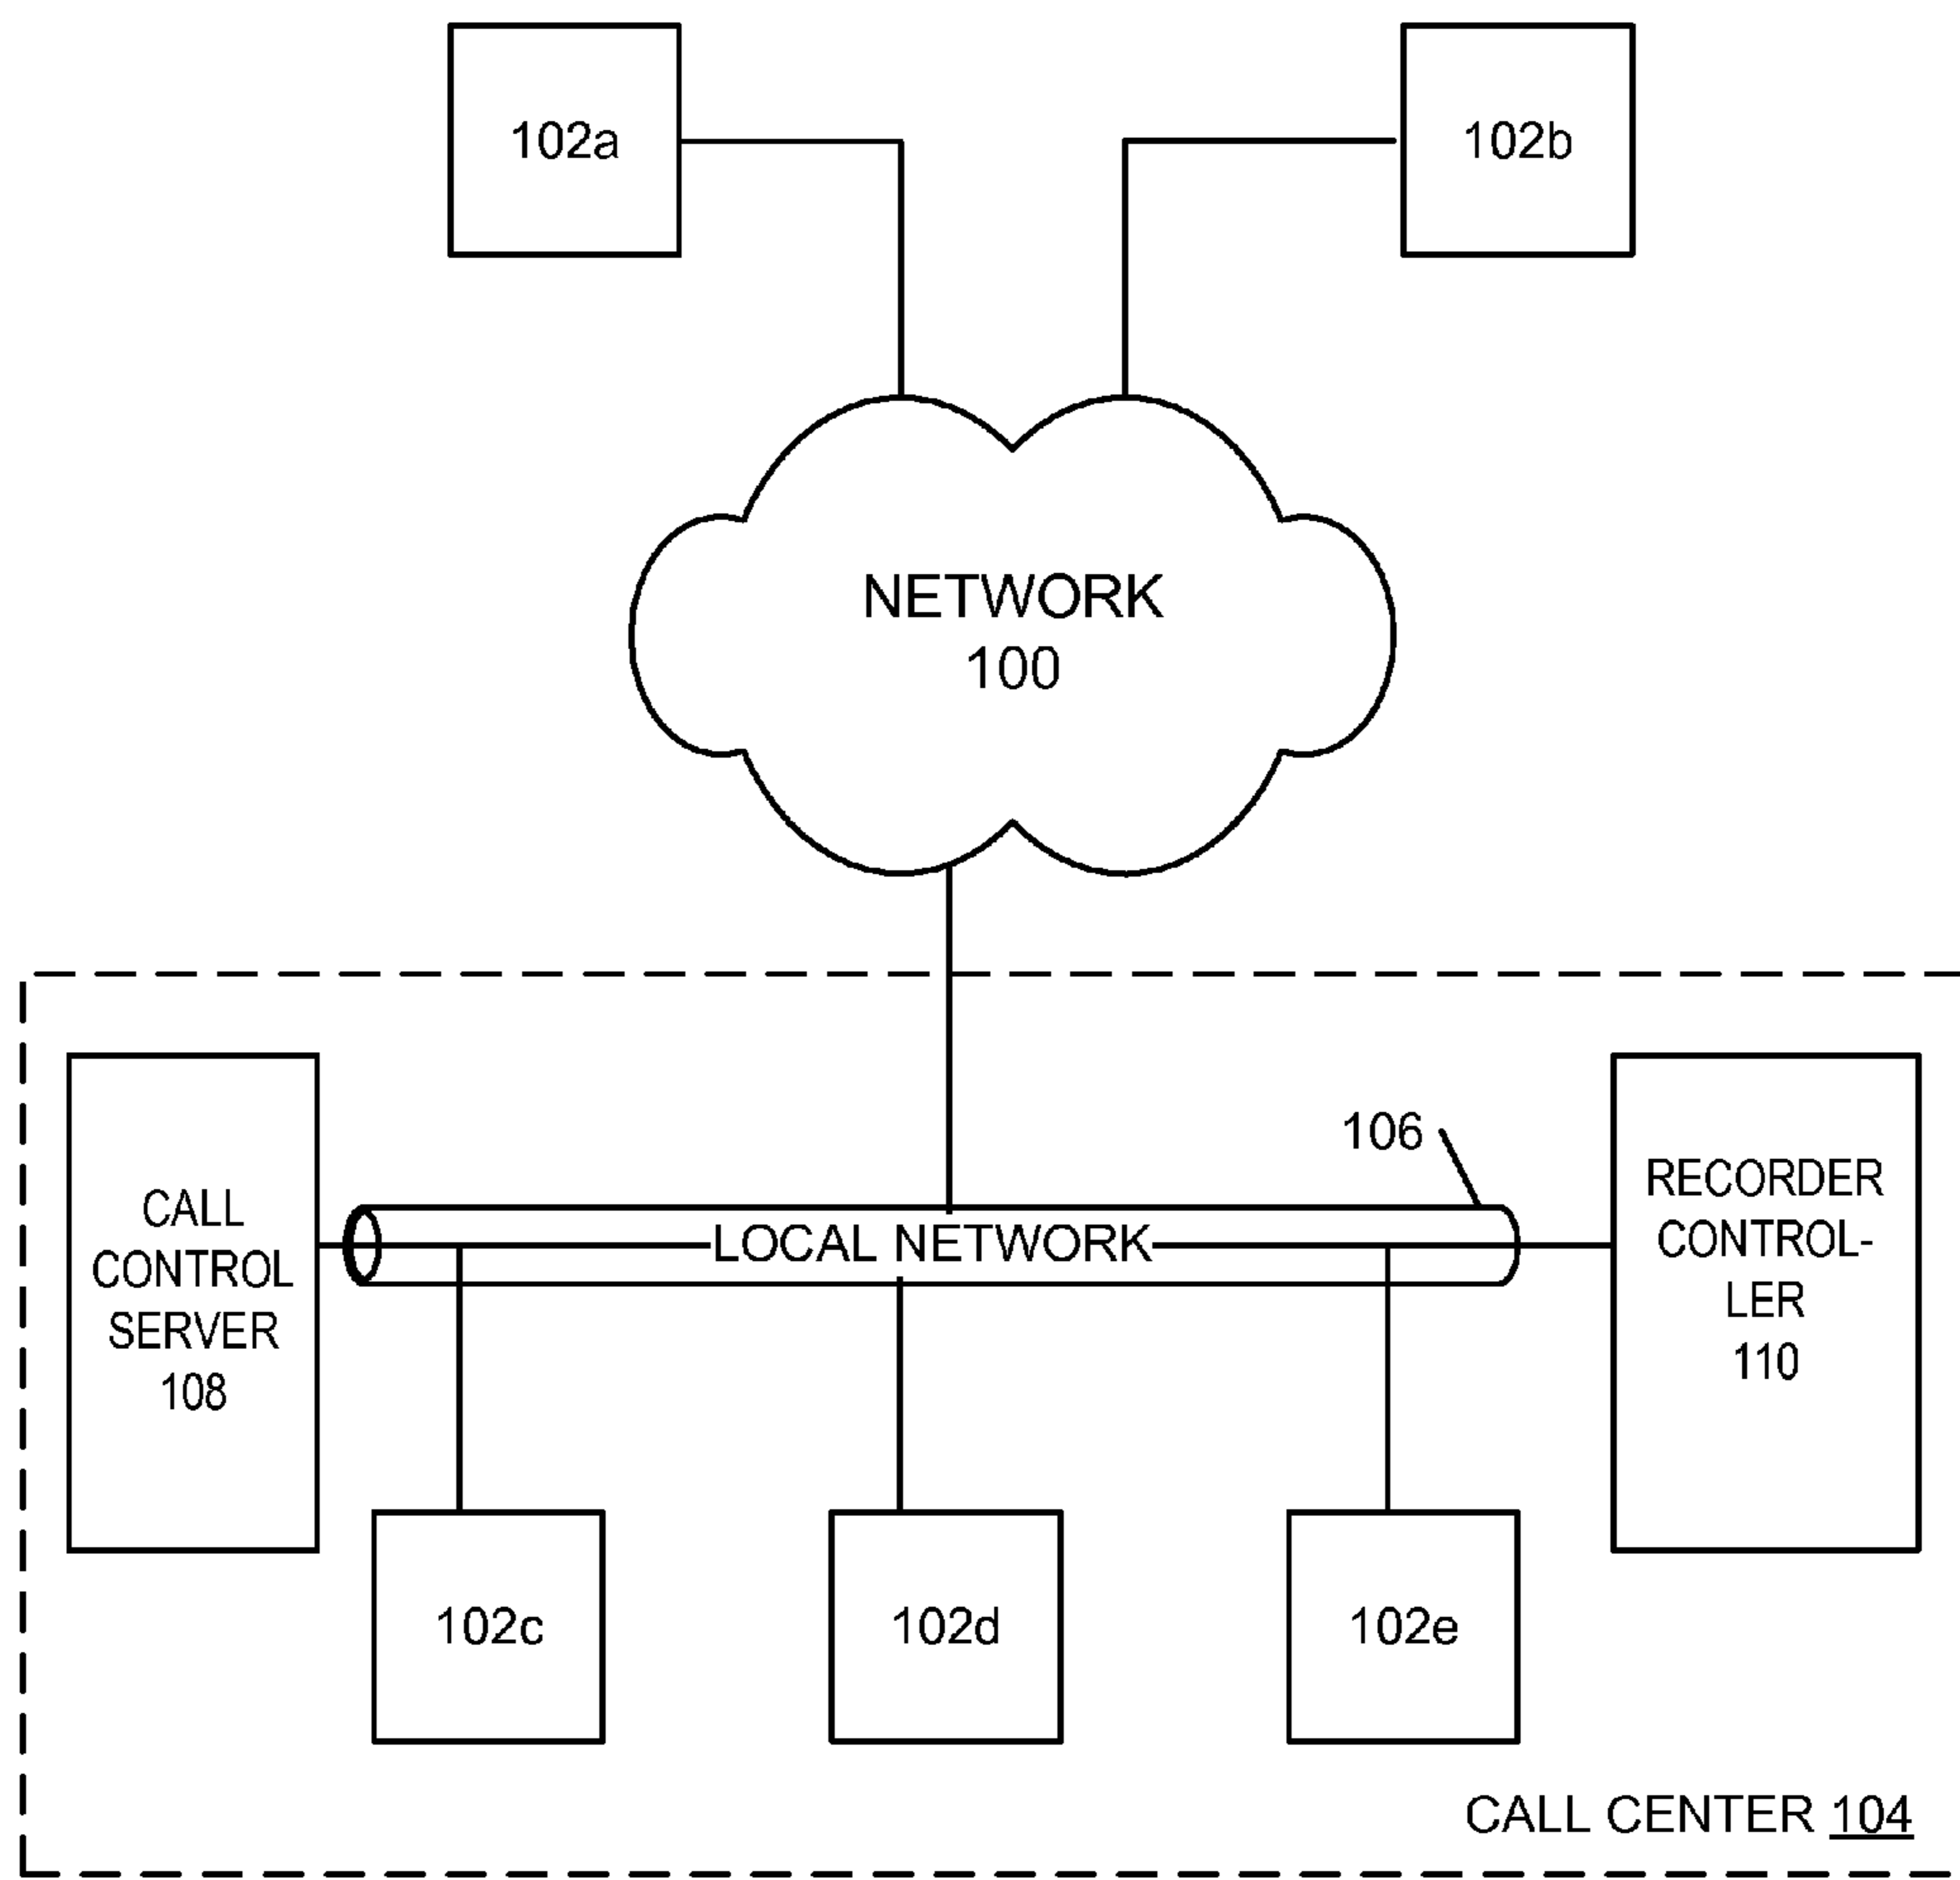 102a
102b
NETWORK
100
106
CALL
CONTROL
SERVER
108
LOCAL NETWORK
RECORDER
CONTROL-
LER
110
102c
102d
102e
CALL CENTER 104